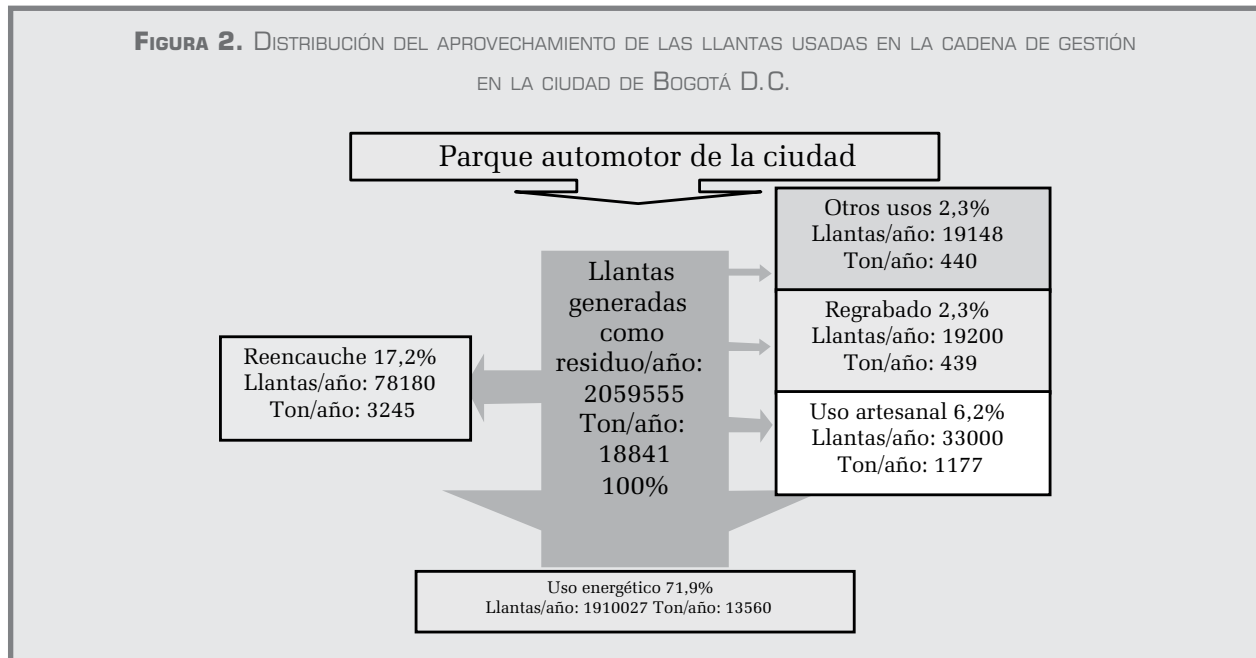 FIGURA 2. DISTRIBUCIÓN DEL APROVECHAMIENTO DE LAS LLANTAS USADAS EN LA CADENA DE GESTIÓN
EN LA CIUDAD DE BOGOTÁ D.C.
Parque automotor de la ciudad
Otros usos 2,3%
Llantas/año: 19148
Ton/año: 440
Llantas
generadas
como
residuo/año:
2059555
Ton/año:
18841
100%
Regrabado 2,3%
Llantas/año: 19200
Ton/año: 439
Reencauche 17,2%
Llantas/año: 78180
Ton/año: 3245
Uso artesanal 6,2%
Llantas/año: 33000
Ton/año: 1177
Uso energético 71,9%
Llantas/año: 1910027 Ton/año: 13560